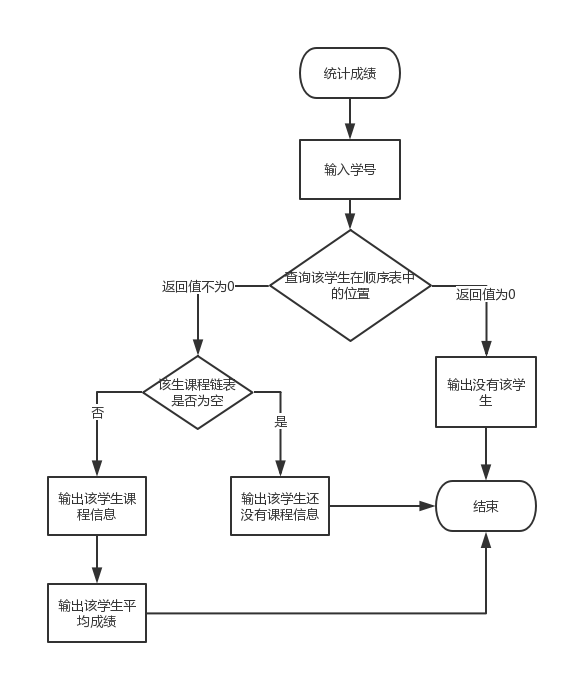 统计成绩
输入学号
查询该学生在顺序表中
的位置
返回值不为0
返回值为0
该生课程链表
是否为空
输出没有该学
生
否
是
输出该学生课
程信息
输出该学生还
没有课程信息
结束
输出该学生平
均成绩